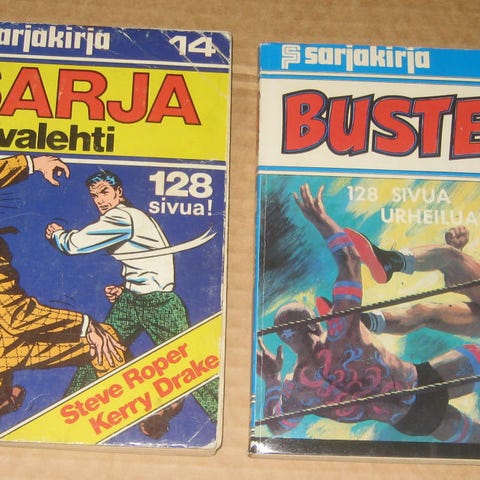 sarjakirja
14
SARJA
valehti
128
sivua!
Steve Roper
Kerry Drake
sarjakirja
BUSTE
128 SIVUA
URHEILUA